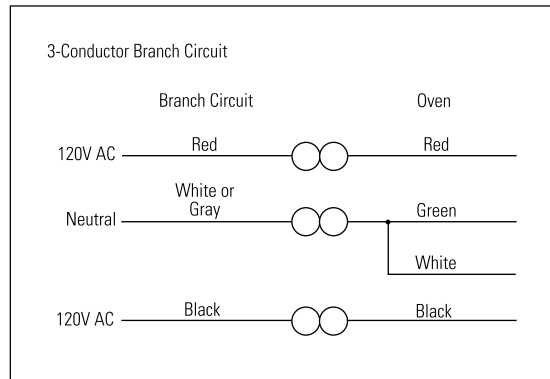 3-Conductor Branch Circuit
Branch Circuit
Oven
120V AC
Red
Red
Neutral
White or
Gray
Green
White
120V AC
Black
Black